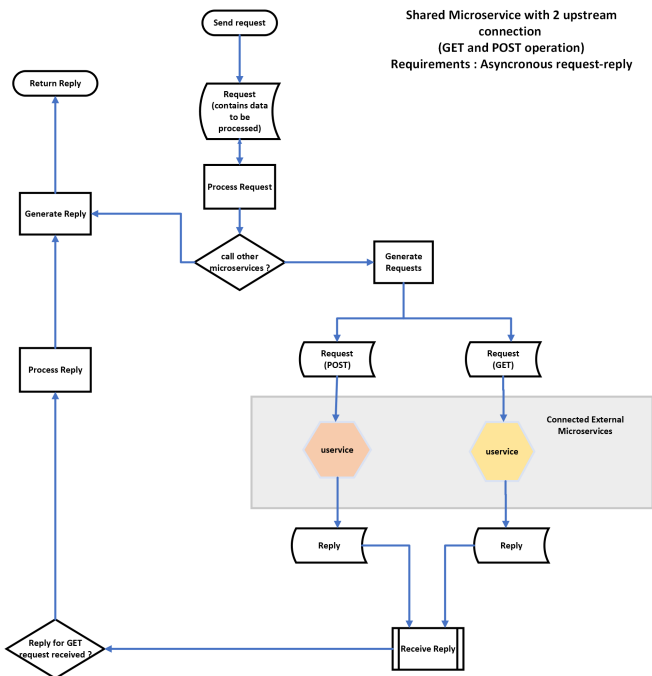 Shared Microservice with 2 upstream
connection
(GET and POST operation)
Requirements : Asyncronous request-reply
Send request
Return Reply
Request
(contains data
to be
processed)
Process Request
Generate Reply
call other
microservices ?
Generate
Requests
Request
(POST)
Request
(GET)
Process Reply
Connected External
Microservices
uservice
uservice
Reply
Reply
Reply for GET
request received ?
Receive Reply